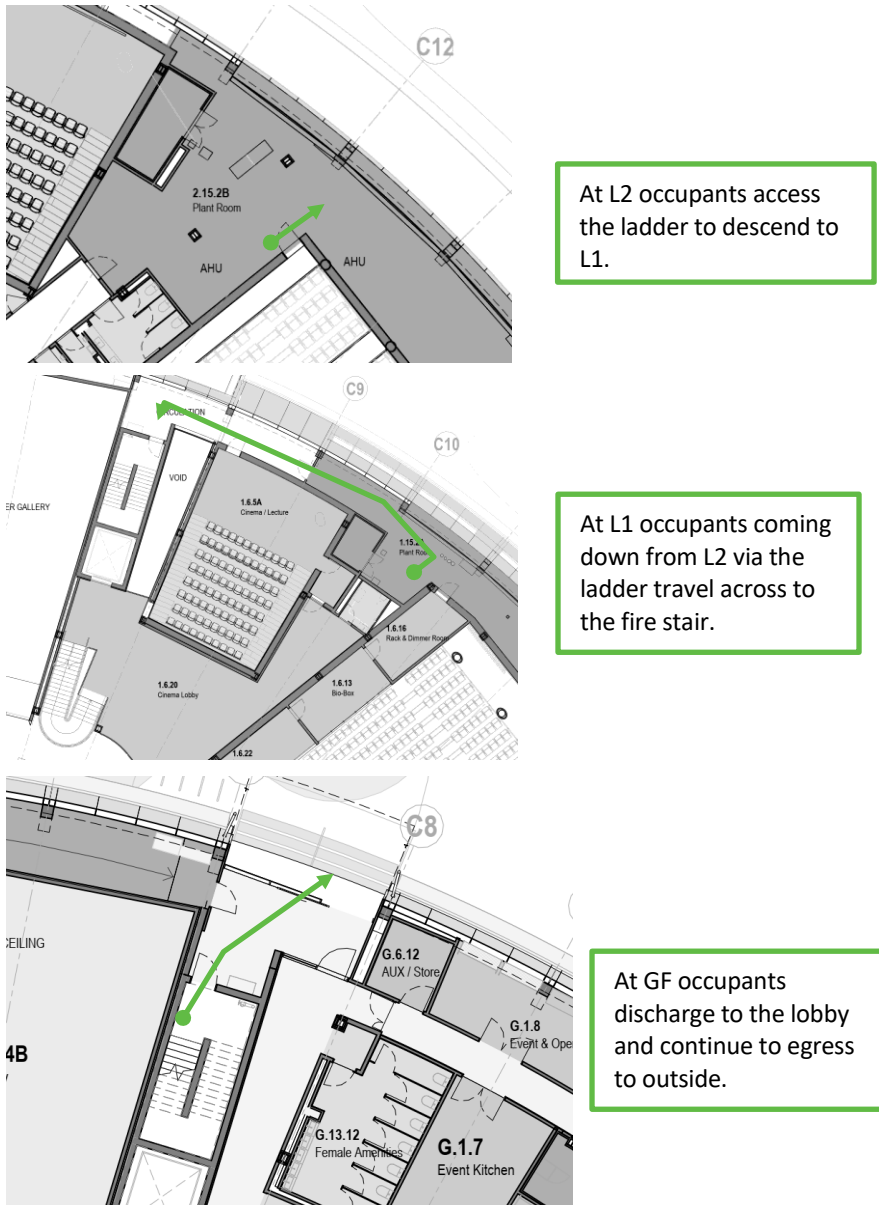 C12
2.15.2B
Plant Room
AHU
AHU
At L2 occupants access
the ladder to descend to
L1.
C9
C10
VOID
ER GALLERY
1.6.5A
Cinema / Lecture
Plant
1.6.16
Rack & Dimmer Room
1.6.13
Bio-Box
1.6.20
Cinema Lobby
1.6.22
At L1 occupants coming
down from L2 via the
ladder travel across to
the fire stair.
C8
CEILING
G.6.12
AUX / Store
G.1.8
Event &
4B
G.13.12
Female Amenities
G.1.7
Event Kitchen
At GF occupants
discharge to the lobby
and continue to egress
to outside.